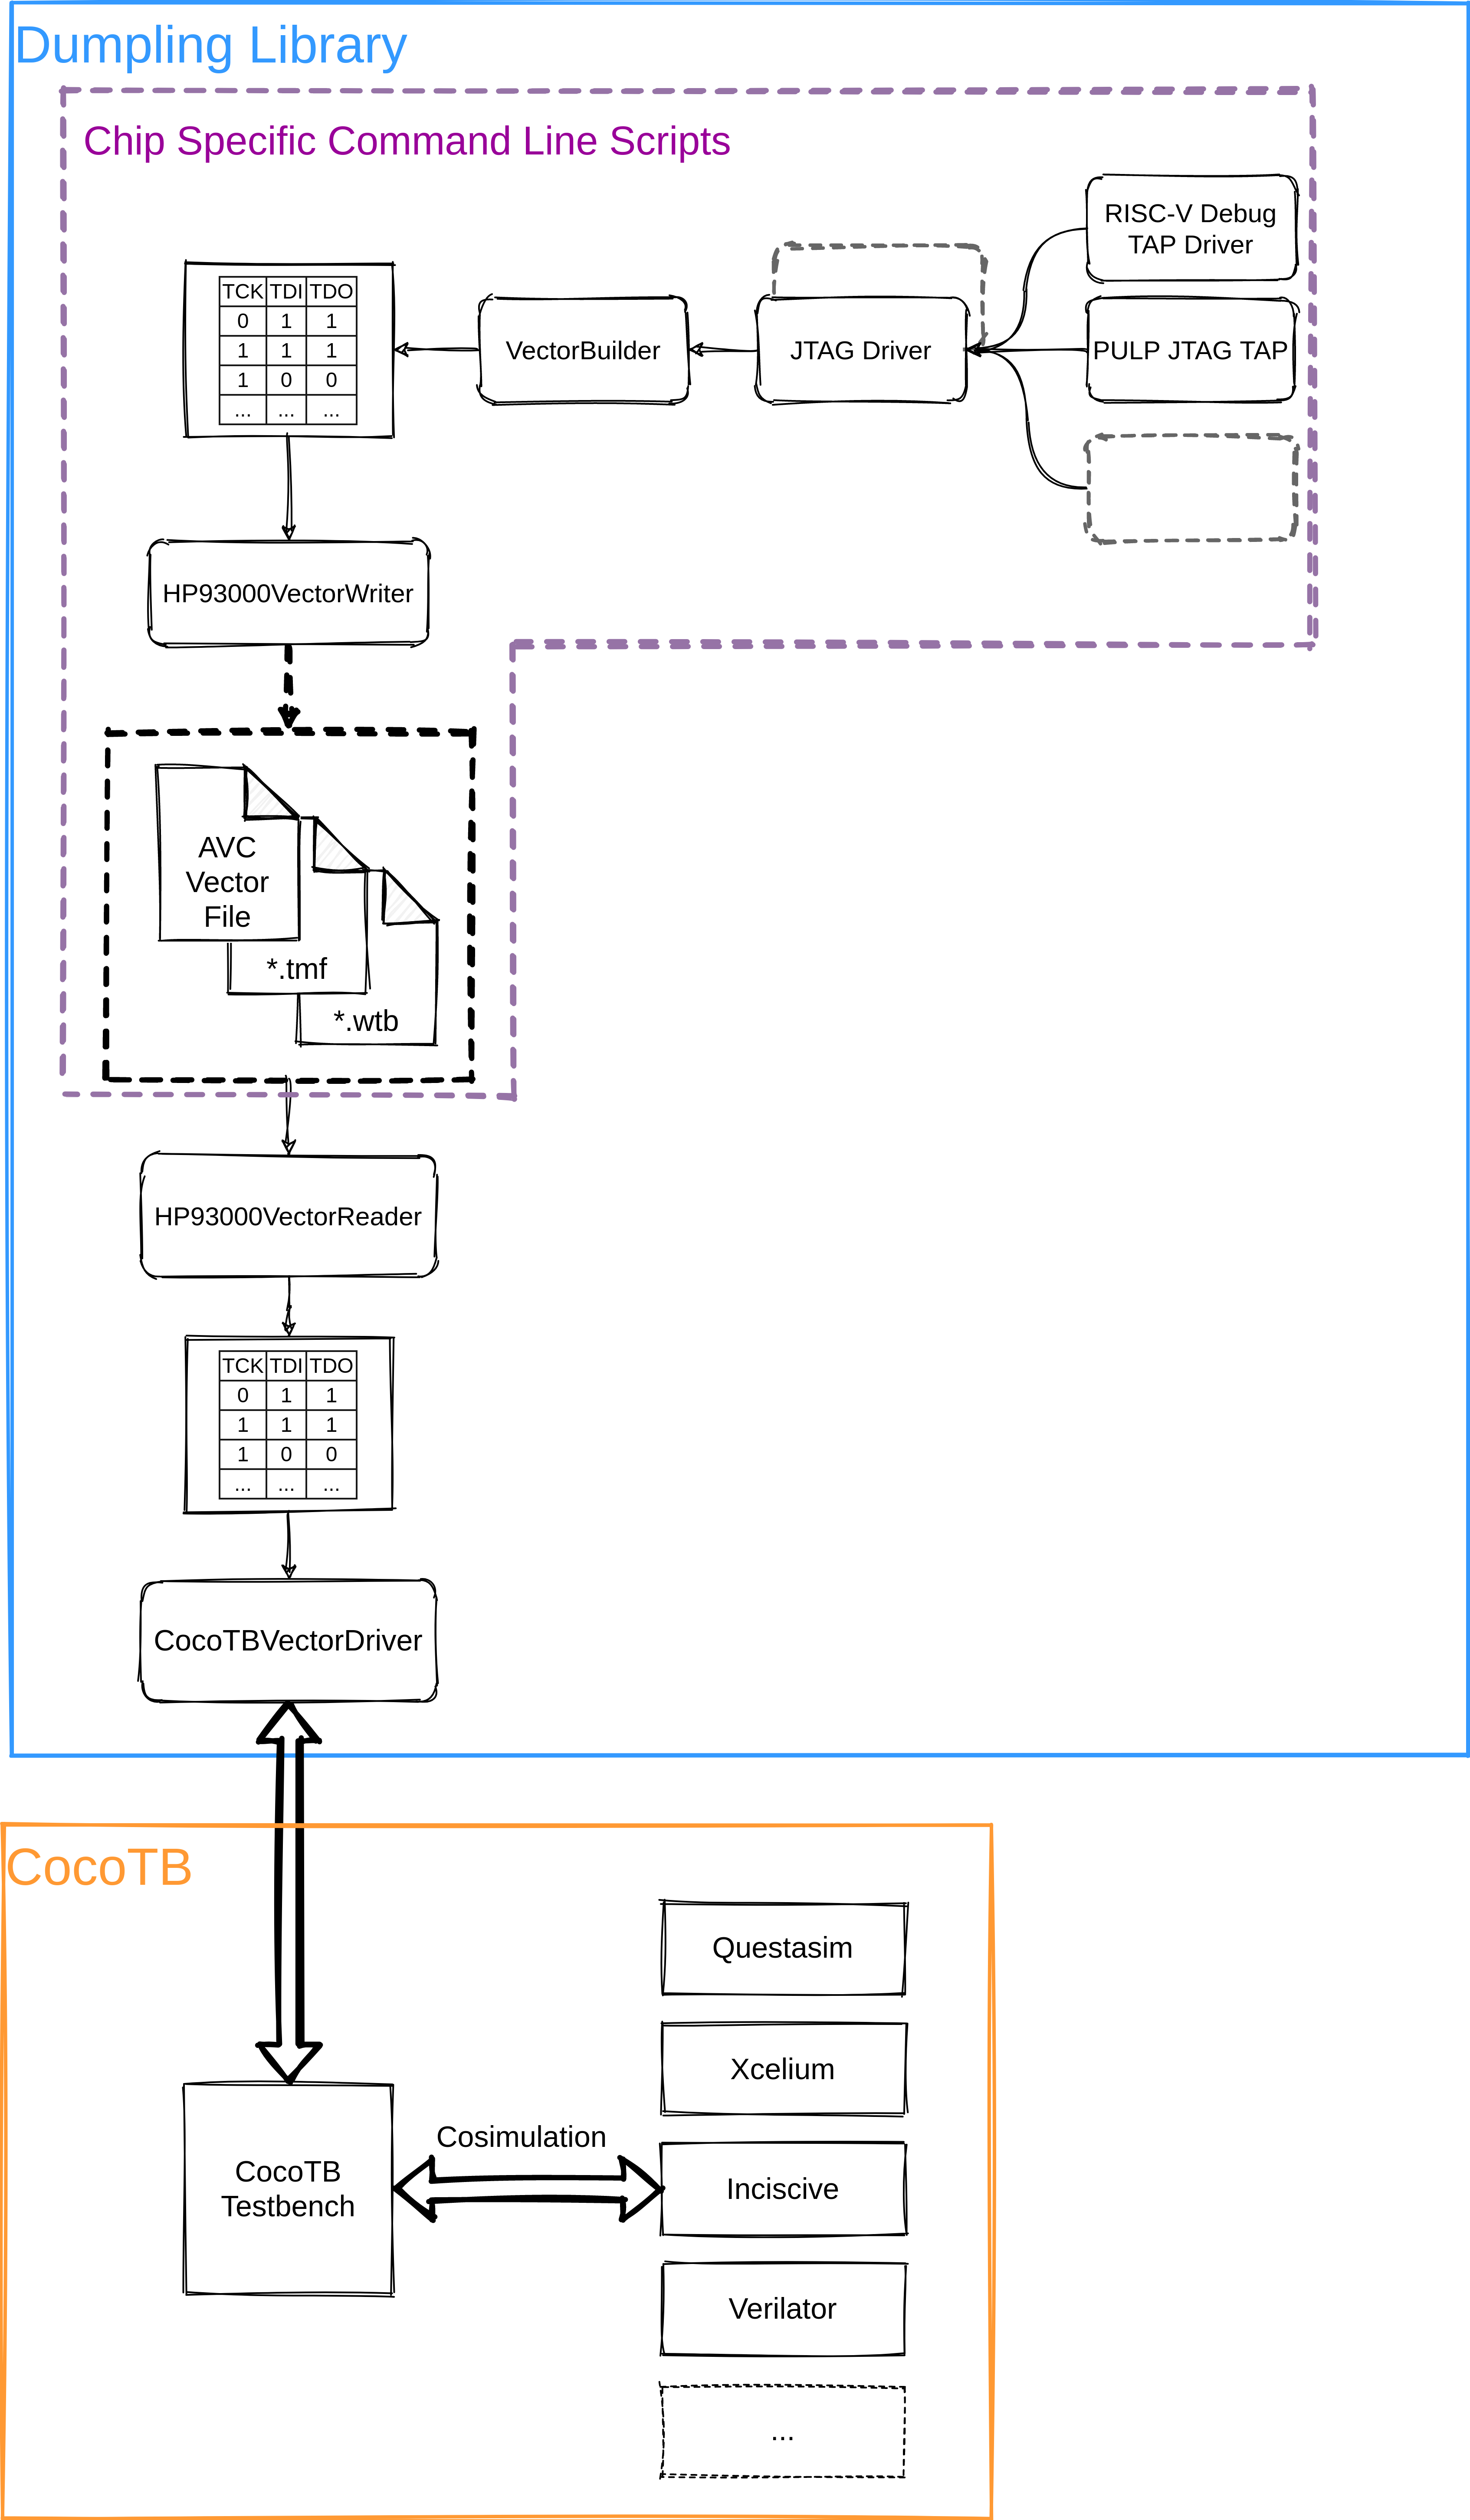 Dumpling Library
Chip Specific Command Line Scripts
RISC-V Debug
TAP Driver
TCK TDI TDO
0 1 1
1 1 1
1 0 0
... ... ...
VectorBuilder
JTAG Driver
PULP JTAG TAP
HP93000VectorWriter
AVC
Vector
File
*.tmf
*.wtb
HP93000VectorReader
TCK TDI TDO
0 1 1
1 1 1
1 0 0
... ... ...
CocoTBVectorDriver
CocoTB
Questasim
Xcelium
Cosimulation
CocoTB
Testbench
Inciscive
Verilator
...